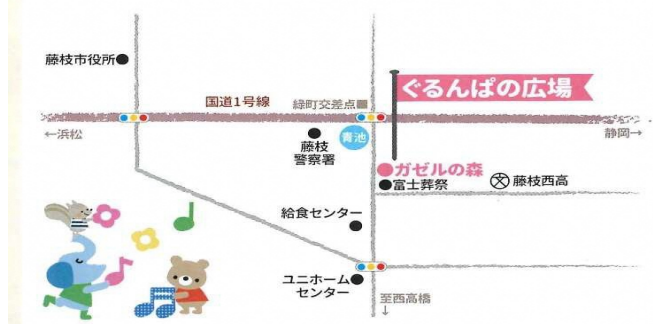 藤枝市役所
ぐるんぱの広場
国道1号線
緑町交差点
←浜松
静岡→
藤枝
警察署
青池
ガゼルの森
富士葬祭
文
藤枝西高
給食センター
ユニホーム
センター
至西高橋
↓